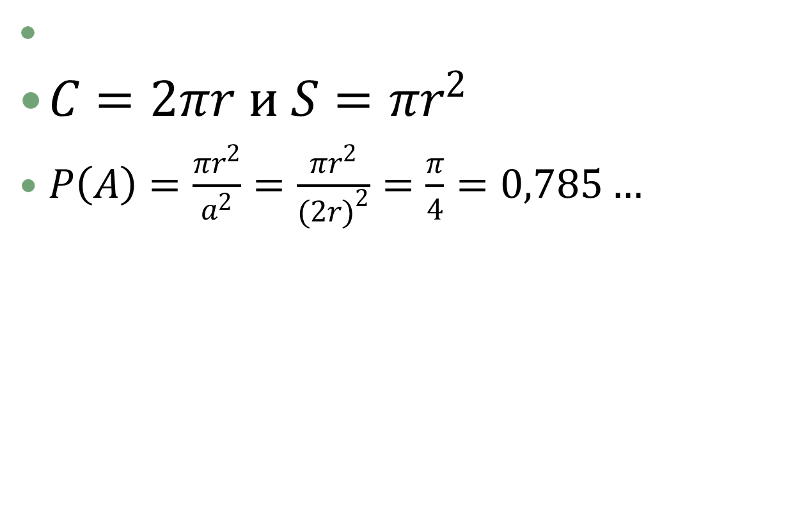 •
• C = 2πr и S = πr²
• P(A) = πr²/a² = πr²/(2r)² = π/4 = 0,785 ...